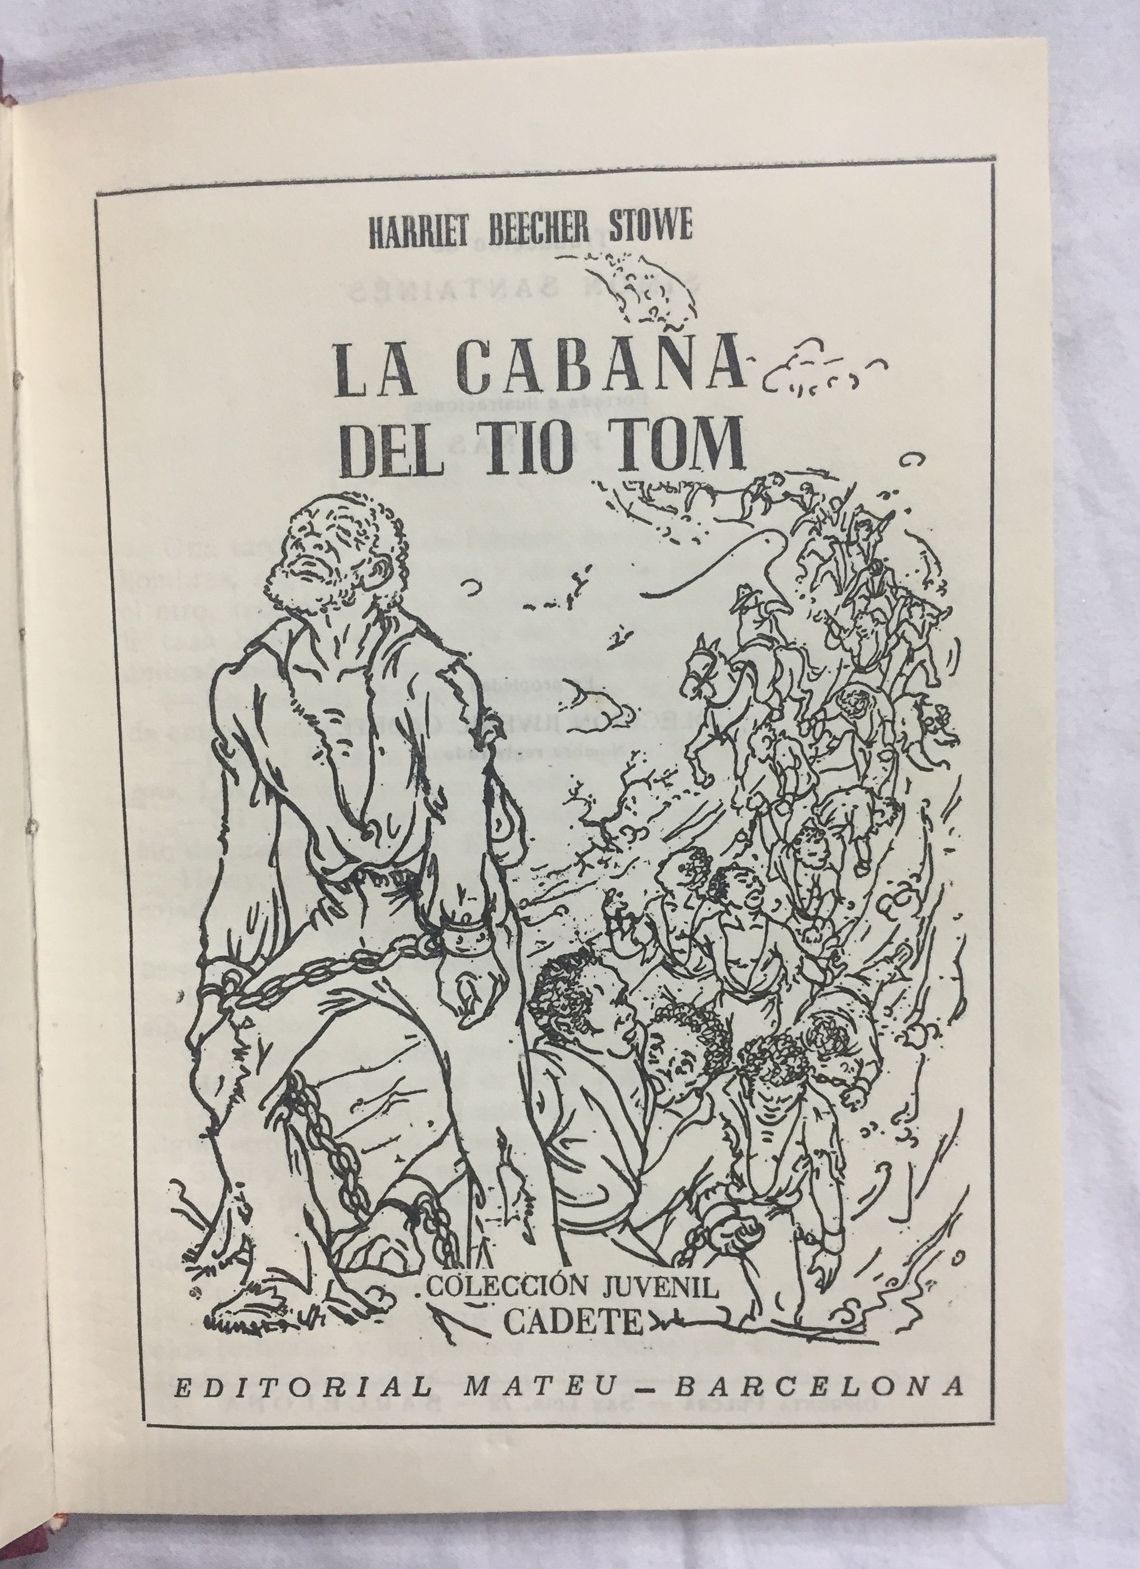 HARRIET BEECHER STOWE
LA CABAÑA
DEL TIO TOM
COLECCIÓN JUVENIL
CADETE
EDITORIAL MATEU — BARCELONA